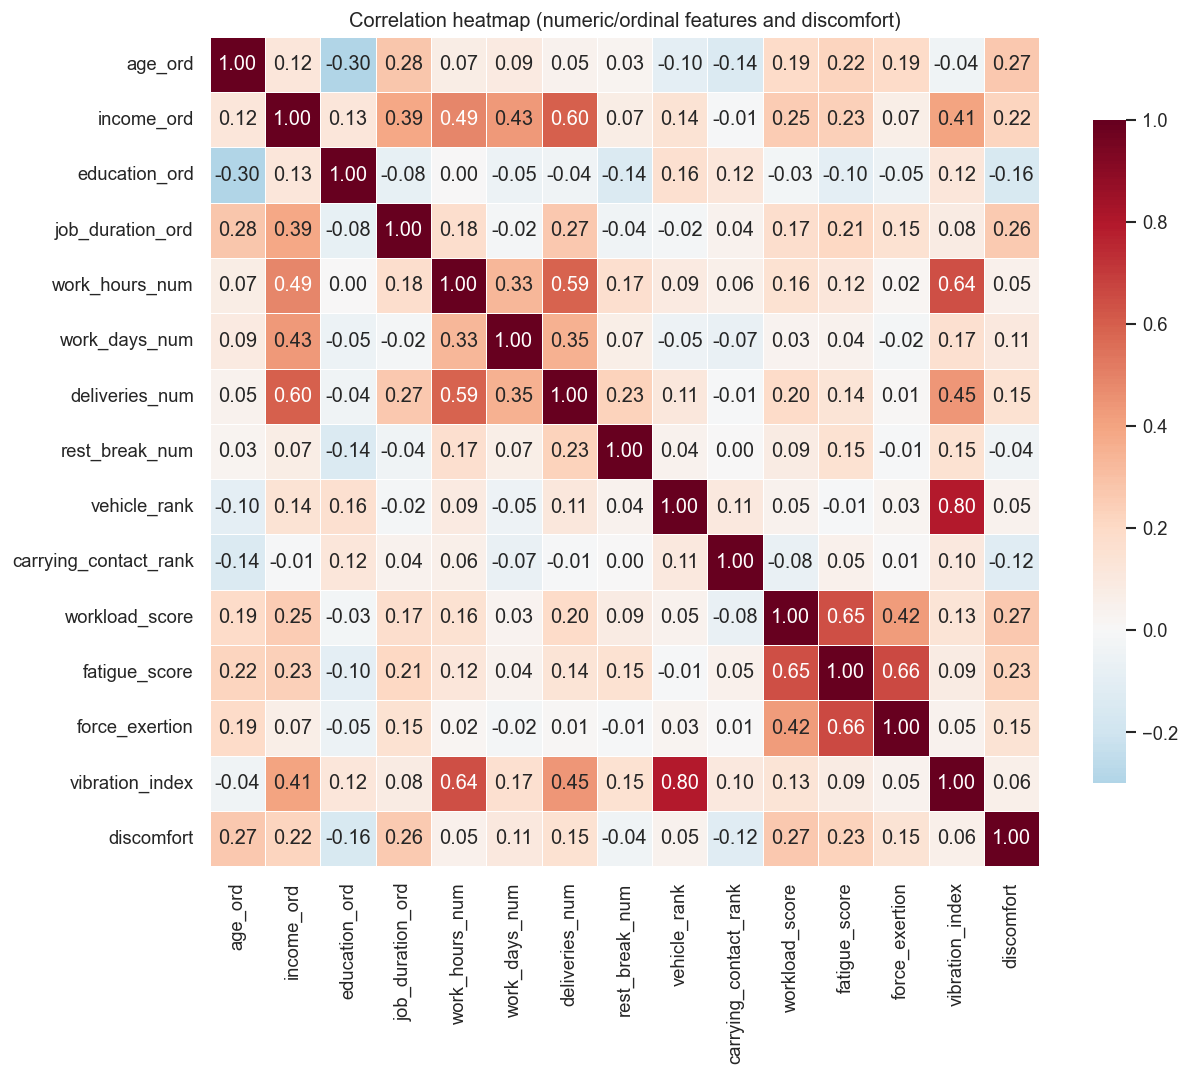 Correlation heatmap (numeric/ordinal features and discomfort)
age_ord 1.00 0.12 -0.30 0.28 0.07 0.09 0.05 0.03 -0.10 -0.14 0.19 0.22 0.19 -0.04 0.27
income_ord 0.12 1.00 0.13 0.39 0.49 0.43 0.60 0.07 0.14 -0.01 0.25 0.23 0.07 0.41 0.22
education_ord -0.30 0.13 1.00 -0.08 0.00 -0.05 -0.04 -0.14 0.16 0.12 -0.03 -0.10 -0.05 0.12 -0.16
job_duration_ord 0.28 0.39 -0.08 1.00 0.18 -0.02 0.27 -0.04 -0.02 0.04 0.17 0.21 0.15 0.08 0.26
work_hours_num 0.07 0.49 0.00 0.18 1.00 0.33 0.59 0.17 0.09 0.06 0.16 0.12 0.02 0.64 0.05
work_days_num 0.09 0.43 -0.05 -0.02 0.33 1.00 0.35 0.07 -0.05 -0.07 0.03 0.04 -0.02 0.17 0.11
deliveries_num 0.05 0.60 -0.04 0.27 0.59 0.35 1.00 0.23 0.11 -0.01 0.20 0.14 0.01 0.45 0.15
rest_break_num 0.03 0.07 -0.14 -0.04 0.17 0.07 0.23 1.00 0.04 0.00 0.09 0.15 -0.01 0.15 -0.04
vehicle_rank -0.10 0.14 0.16 -0.02 0.09 -0.05 0.11 0.04 1.00 0.11 0.05 -0.01 0.03 0.80 0.05
carrying_contact_rank -0.14 -0.01 0.12 0.04 0.06 -0.07 -0.01 0.00 0.11 1.00 -0.08 0.05 0.01 0.10 -0.12
workload_score 0.19 0.25 -0.03 0.17 0.16 0.03 0.20 0.09 0.05 -0.08 1.00 0.65 0.42 0.13 0.27
fatigue_score 0.22 0.23 -0.10 0.21 0.12 0.04 0.14 0.15 -0.01 0.05 0.65 1.00 0.66 0.09 0.23
force_exertion 0.19 0.07 -0.05 0.15 0.02 -0.02 0.01 -0.01 0.03 0.01 0.42 0.66 1.00 0.05 0.15
vibration_index -0.04 0.41 0.12 0.08 0.64 0.17 0.45 0.15 0.80 0.10 0.13 0.09 0.05 1.00 0.06
discomfort 0.27 0.22 -0.16 0.26 0.05 0.11 0.15 -0.04 0.05 -0.12 0.27 0.23 0.15 0.06 1.00
age_ord
income_ord
education_ord
job_duration_ord
work_hours_num
work_days_num
deliveries_num
rest_break_num
vehicle_rank
carrying_contact_rank
workload_score
fatigue_score
force_exertion
vibration_index
discomfort
1.0
0.8
0.6
0.4
0.2
0.0
−0.2